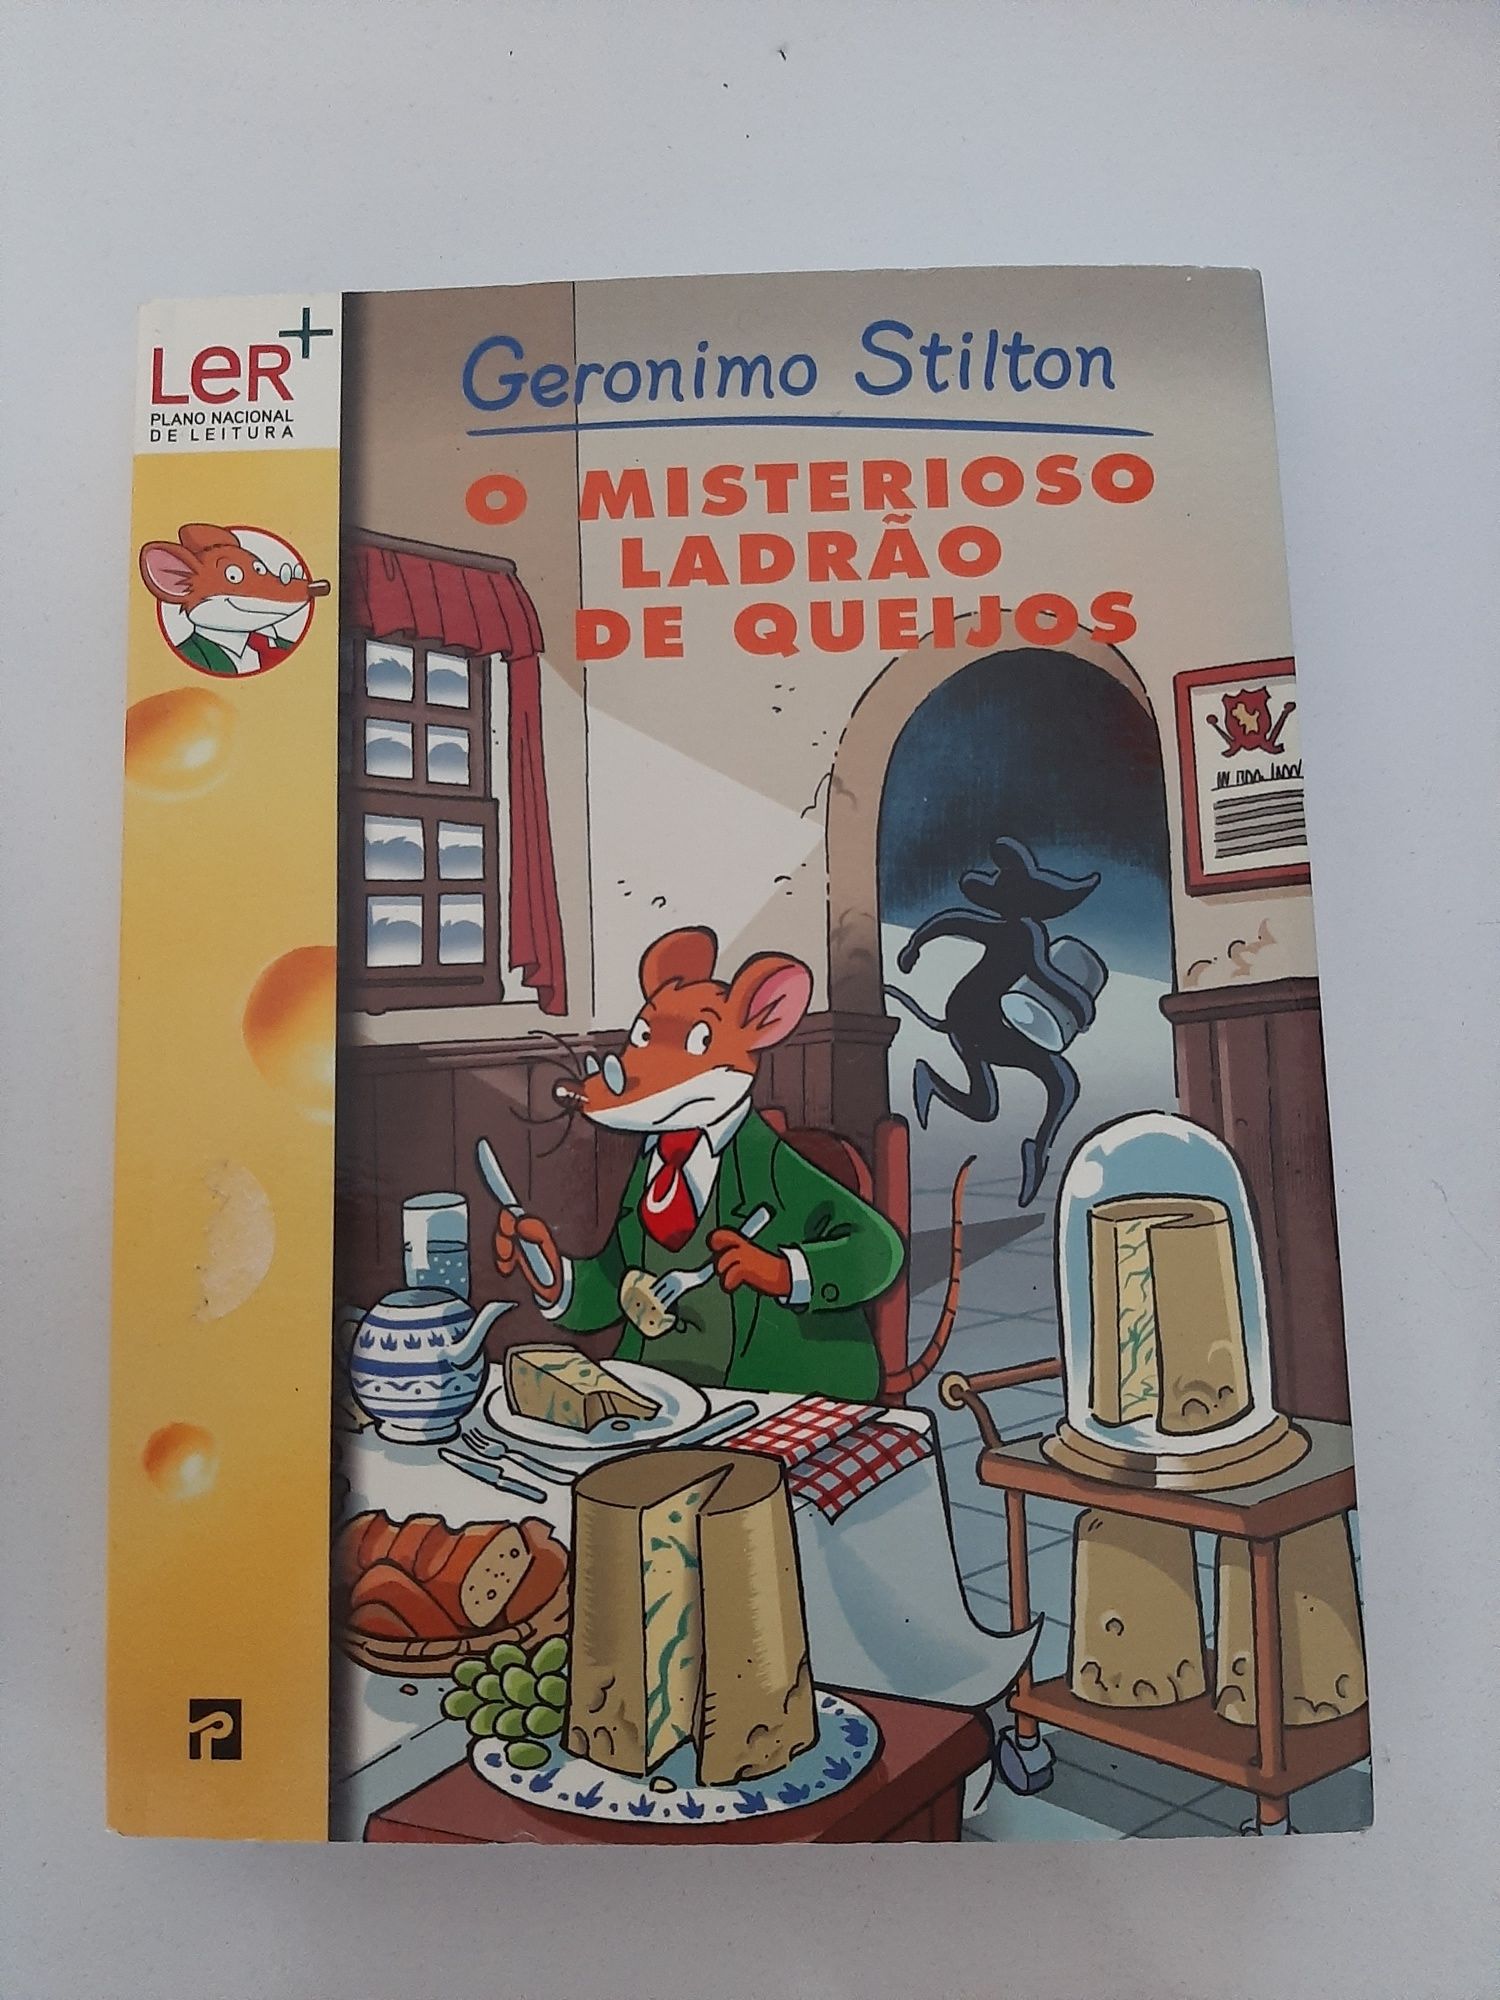 LeR+
PLANO NACIONAL
DE LEITURA
Geronimo Stilton
O MISTERIOSO
LADRÃO
DE QUEIJOS